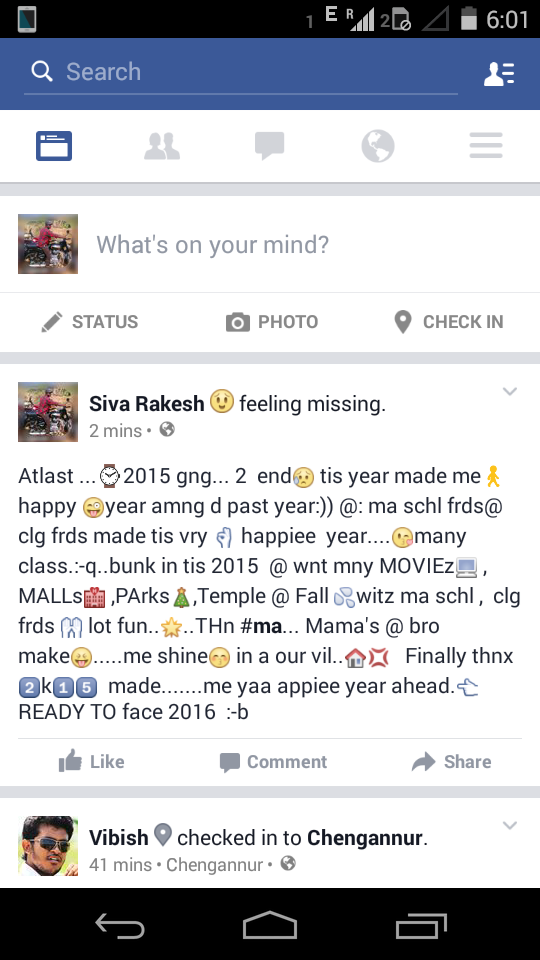 1 E R 2 6:01
Search
What's on your mind?
STATUS PHOTO CHECK IN
Siva Rakesh 😉 feeling missing.
2 mins •
Atlast ...⌚2015 gng... 2 end😥 tis year made me🚶
happy 😜year amng d past year:)) @: ma schl frds@
clg frds made tis vry 👌 happiee year....😘many
class.:-q..bunk in tis 2015 @ wnt mny MOVIEz💻 ,
MALLs🏩 ,PArks🎄,Temple @ Fall 💦witz ma schl , clg
frds 👐 lot fun..🌟..THn #ma... Mama's @ bro
make😝.....me shine😙 in a our vil..🏠💢 Finally thnx
2️⃣k1️⃣5️⃣ made.......me yaa appiee year ahead.👈
READY TO face 2016 :-b
Like Comment Share
Vibish checked in to Chengannur.
41 mins • Chengannur •